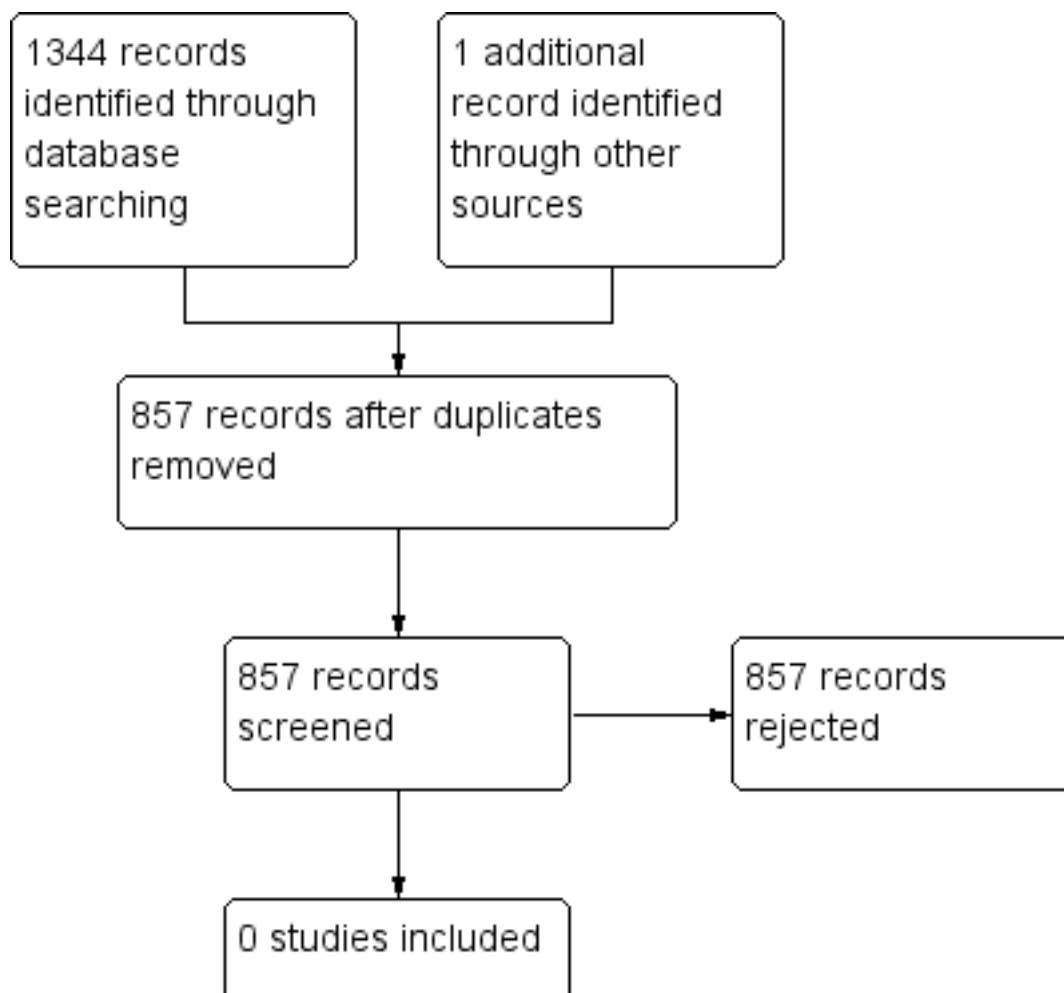 1344 records
identified through
database
searching
1 additional
record identified
through other
sources
857 records after duplicates
removed
857 records
screened
857 records
rejected
0 studies included